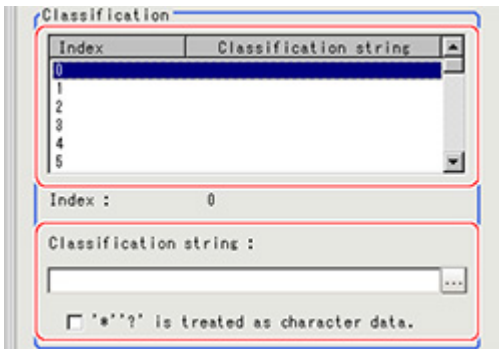 Classification
Index Classification string
0
1
2
3
4
5
Index : 0
Classification string :
...
'*''?' is treated as character data.